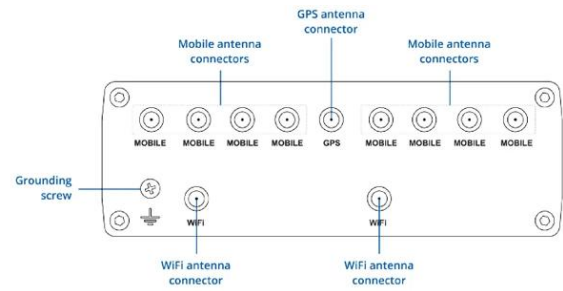 GPS antenna
connector
Mobile antenna
connectors
Mobile antenna
connectors
MOBILE MOBILE MOBILE MOBILE GPS MOBILE MOBILE MOBILE MOBILE
Grounding
screw
WiFi WiFi
WiFi antenna
connector
WiFi antenna
connector